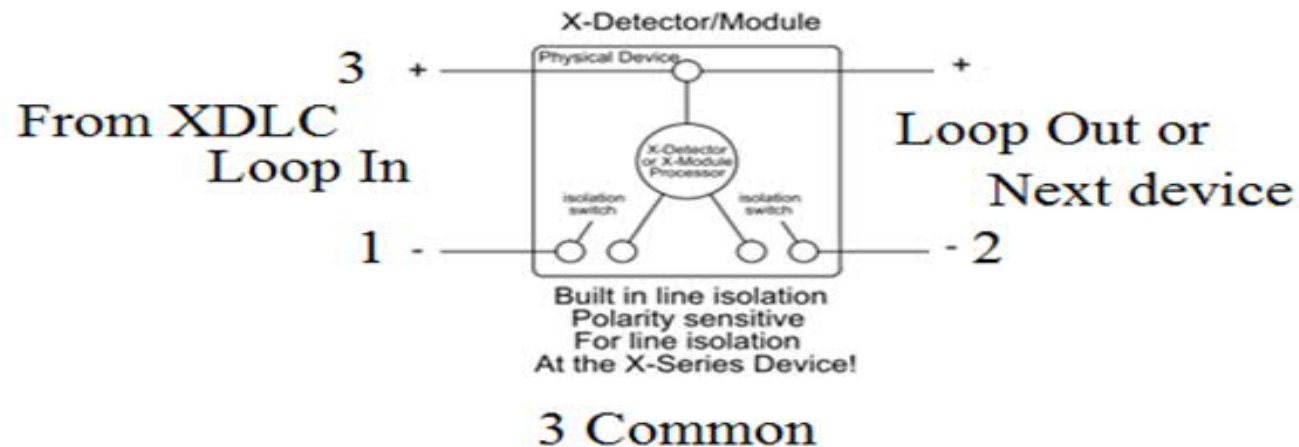 X-Detector/Module
Physical Device
3 + +
From XDLC
Loop In
Loop Out or
Next device
X-Detector
or X-Module
Processor
isolation
switch
isolation
switch
1 - - 2
Built in line isolation
Polarity sensitive
For line isolation
At the X-Series Device!
3 Common